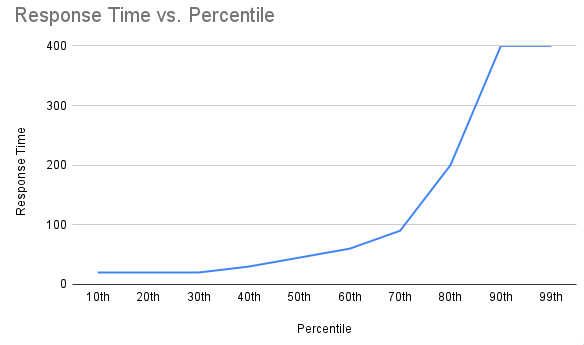 Response Time vs. Percentile
400
300
200
100
0
Response Time
10th 20th 30th 40th 50th 60th 70th 80th 90th 99th
Percentile